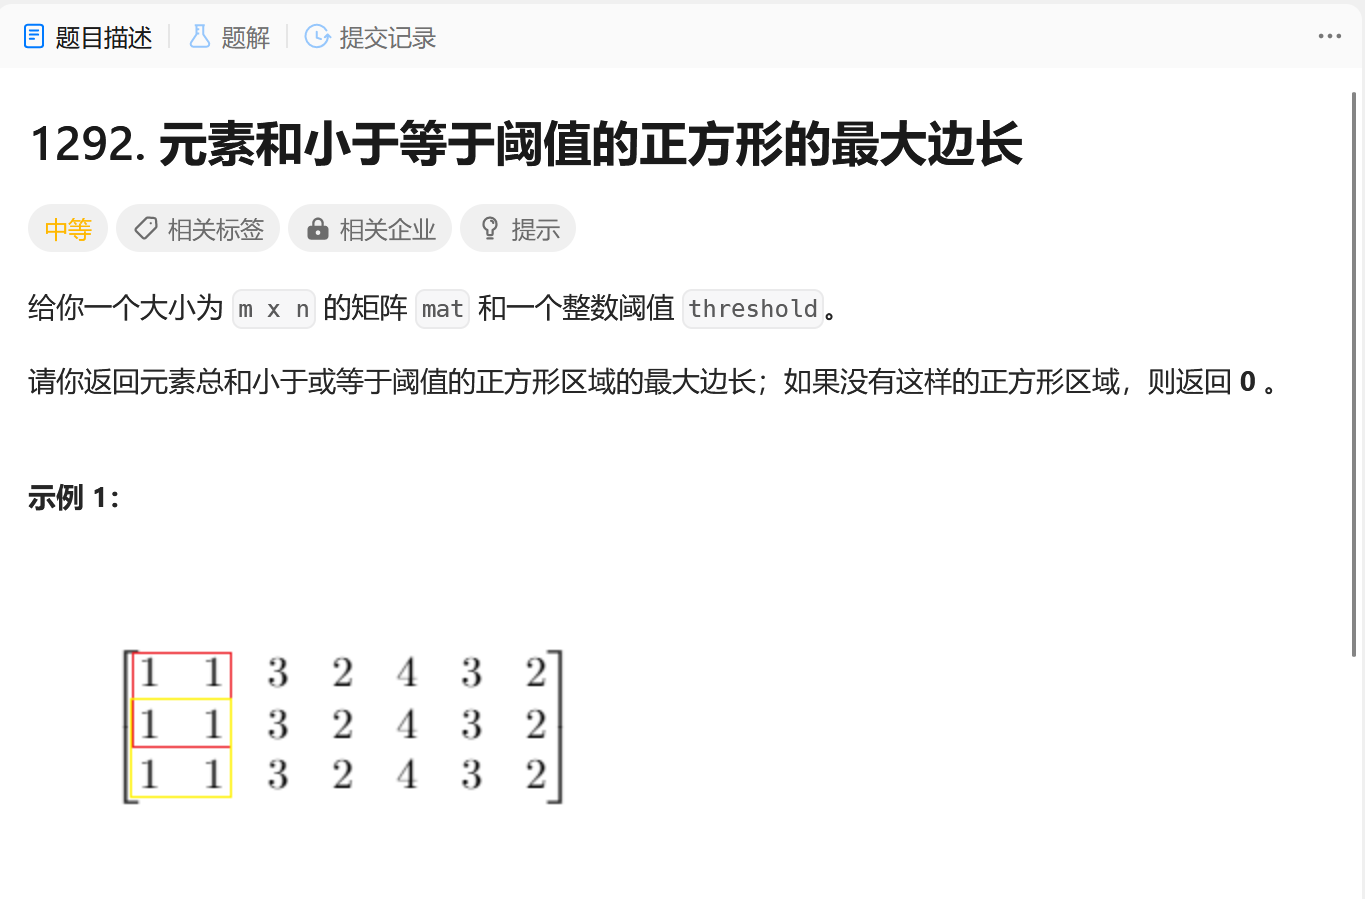 题目描述 题解 提交记录
1292. 元素和小于等于阈值的正方形的最大边长
中等 相关标签 相关企业 提示
给你一个大小为 m x n 的矩阵 mat 和一个整数阈值 threshold。
请你返回元素总和小于或等于阈值的正方形区域的最大边长；如果没有这样的正方形区域，则返回 0 。
示例 1：
1 1 3 2 4 3 2
1 1 3 2 4 3 2
1 1 3 2 4 3 2